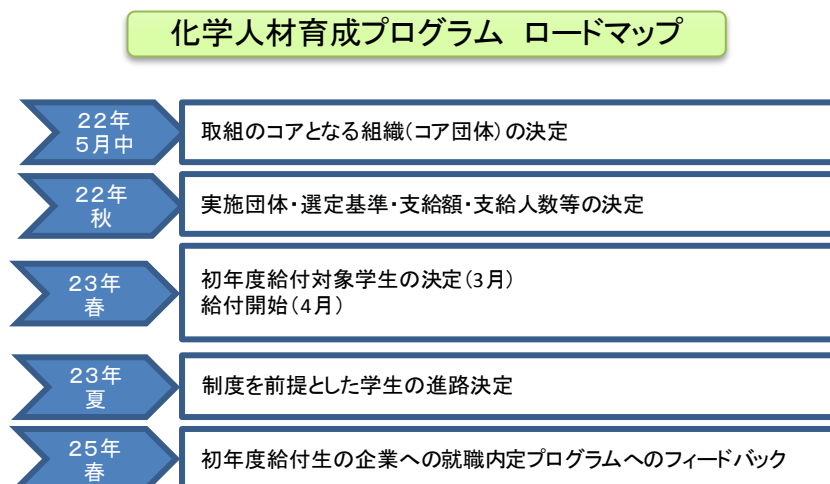 化学人材育成プログラム ロードマップ
22年
5月中
取組のコアとなる組織(コア団体)の決定
22年
秋
実施団体・選定基準・支給額・支給人数等の決定
23年
春
初年度給付対象学生の決定(3月)
給付開始(4月)
23年
夏
制度を前提とした学生の進路決定
25年
春
初年度給付生の企業への就職内定プログラムへのフィードバック